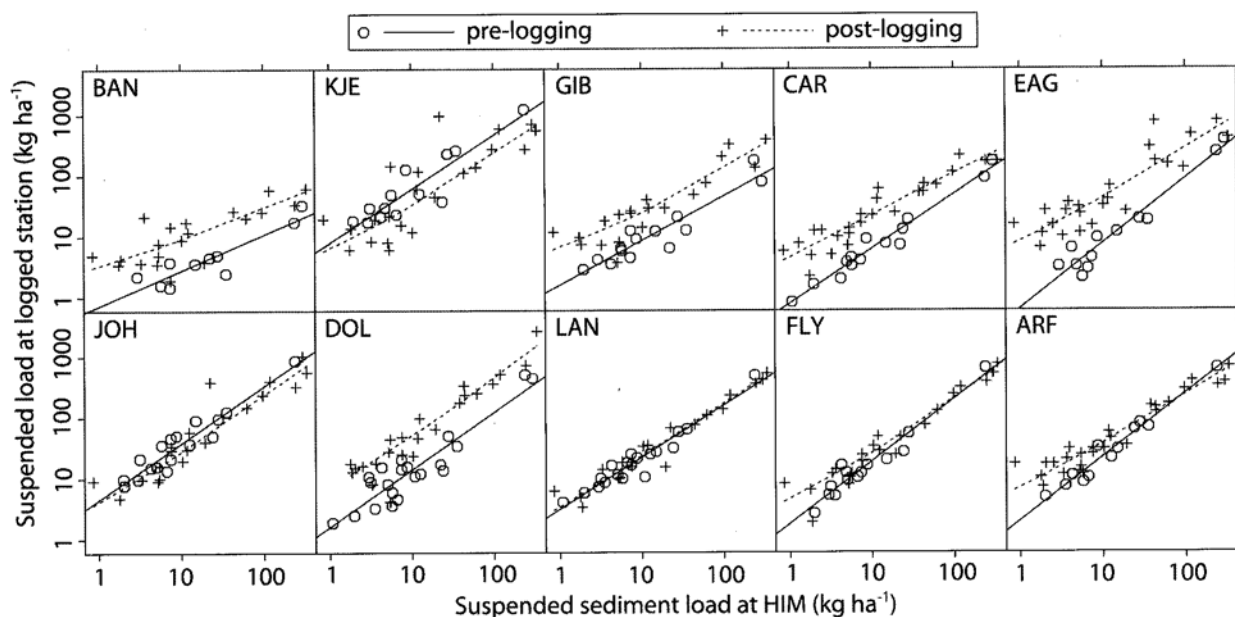 pre-logging post-logging
BAN KJE GIB CAR EAG
Suspended load at logged station (kg ha⁻¹)
1000
100
10
1
JOH DOL LAN FLY ARF
1000
100
10
1
1 10 100 1 10 100 1 10 100 1 10 100 1 10 100
Suspended sediment load at HIM (kg ha⁻¹)